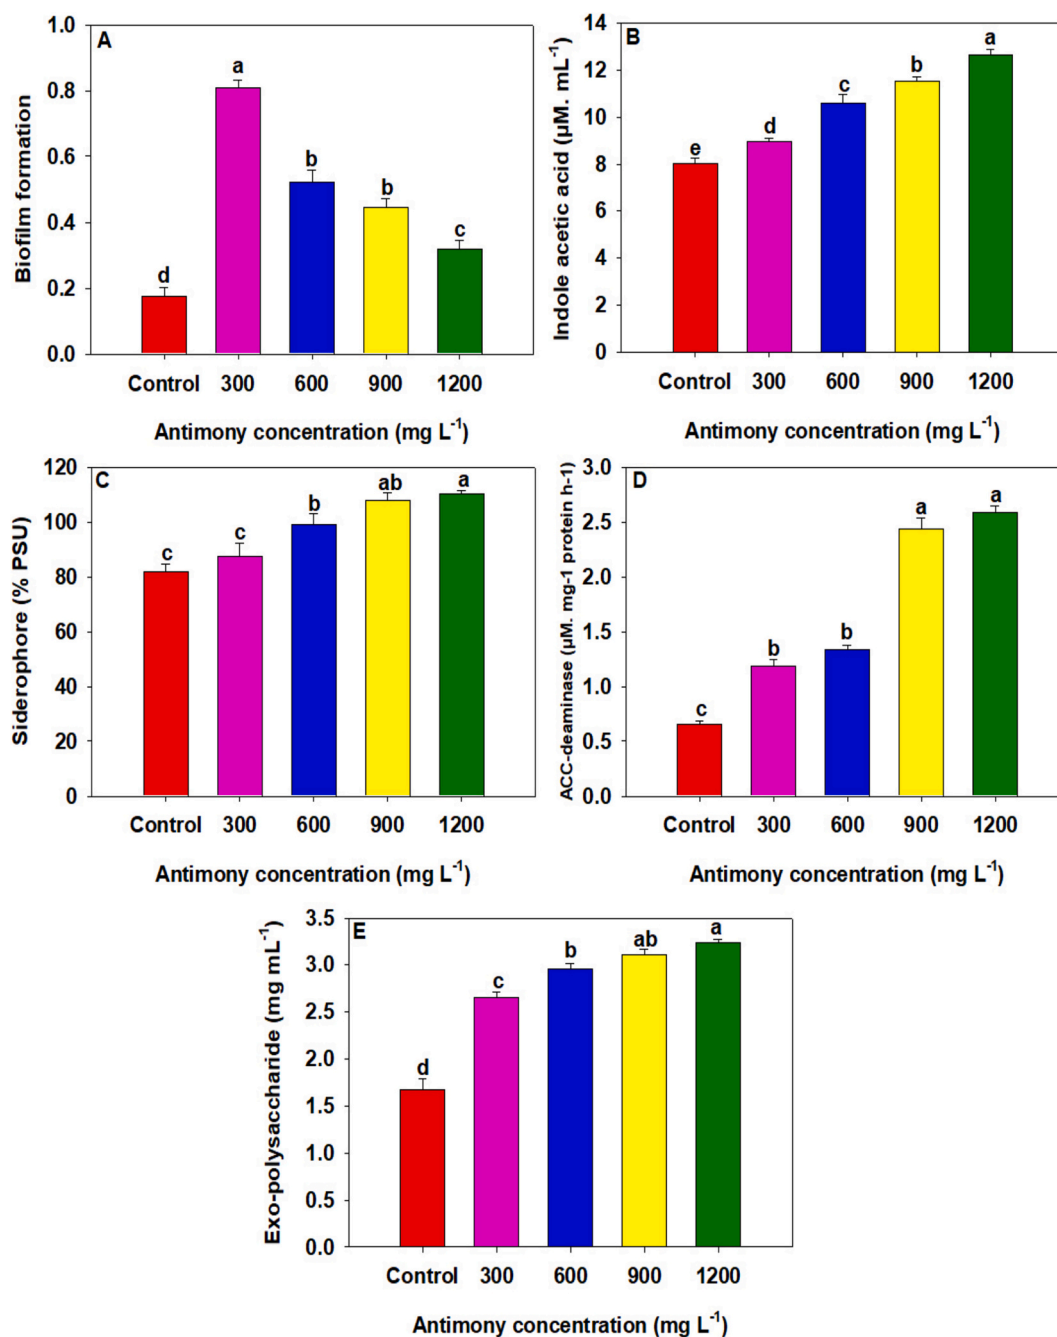 A
Biofilm formation
1.0
0.8
0.6
0.4
0.2
0.0
d
a
b
b
c
Control 300 600 900 1200
Antimony concentration (mg L⁻¹)
B
Indole acetic acid (µM. mL⁻¹)
14
12
10
8
6
4
2
0
e
d
c
b
a
Control 300 600 900 1200
Antimony concentration (mg L⁻¹)
C
Siderophore (% PSU)
120
100
80
60
40
20
0
c
c
b
ab
a
Control 300 600 900 1200
Antimony concentration (mg L⁻¹)
D
ACC-deaminase (µM. mg-1 protein h-1)
3.0
2.5
2.0
1.5
1.0
0.5
0.0
c
b
b
a
a
Control 300 600 900 1200
Antimony concentration (mg L⁻¹)
E
Exo-polysaccharide (mg mL⁻¹)
3.5
3.0
2.5
2.0
1.5
1.0
0.5
0.0
d
c
b
ab
a
Control 300 600 900 1200
Antimony concentration (mg L⁻¹)